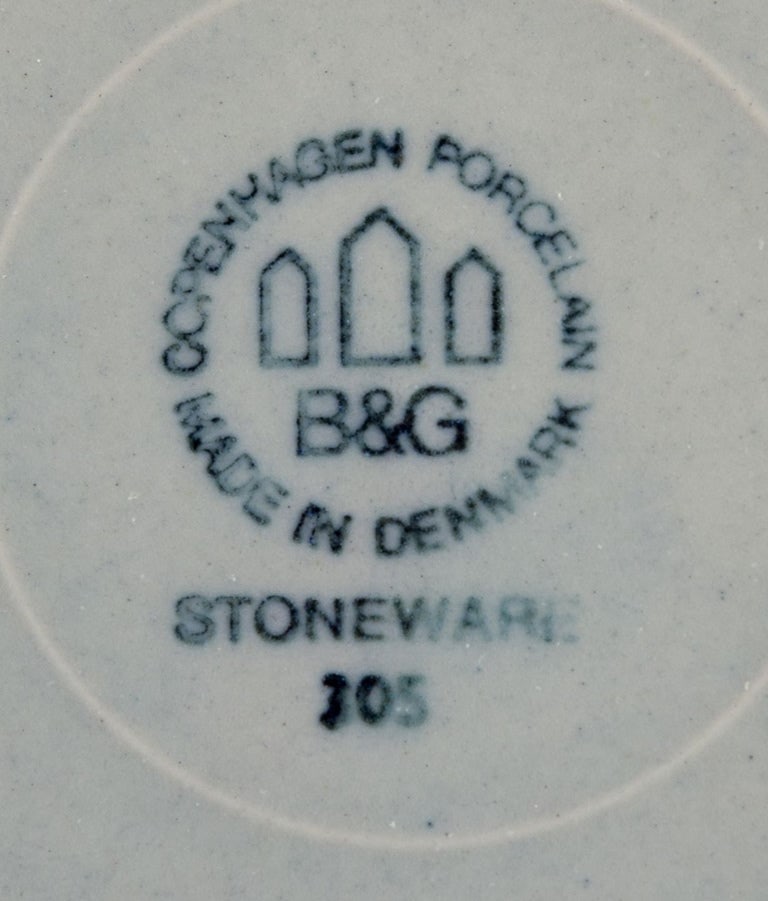 COPENHAGEN PORCELAIN
B&G
MADE IN DENMARK
STONEWARE
305